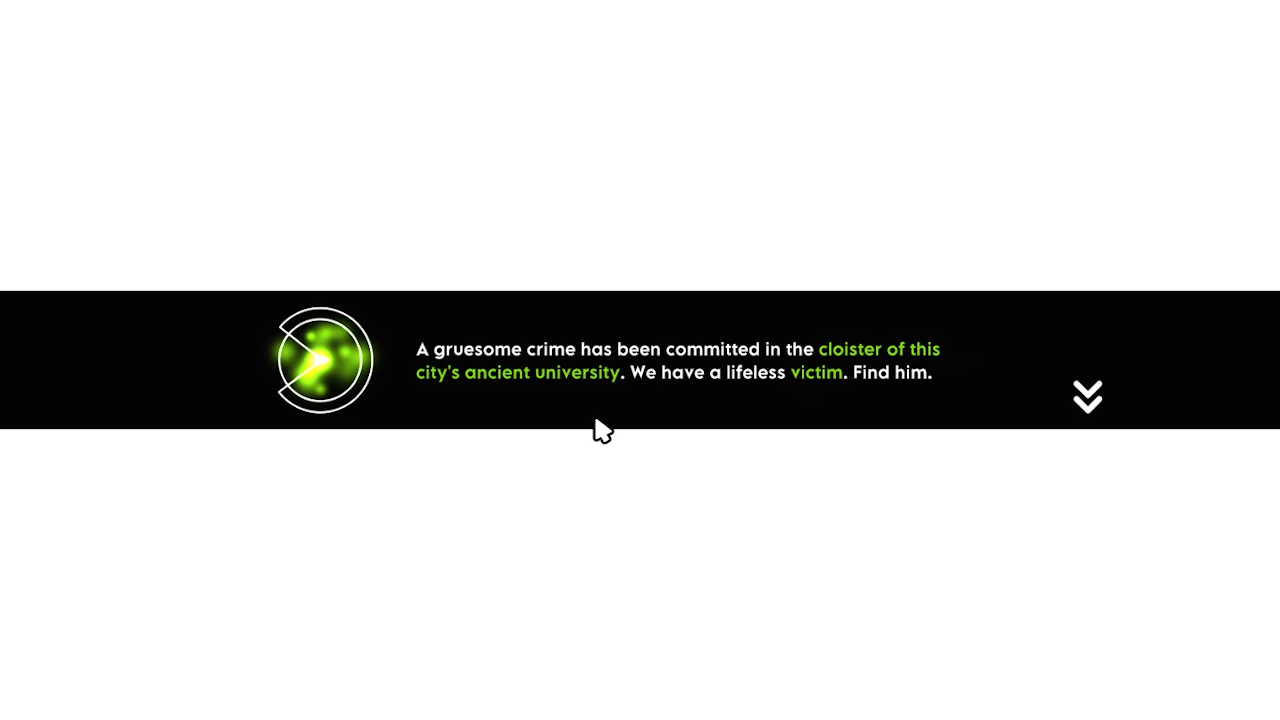 A gruesome crime has been committed in the cloister of this
city's ancient university. We have a lifeless victim. Find him.